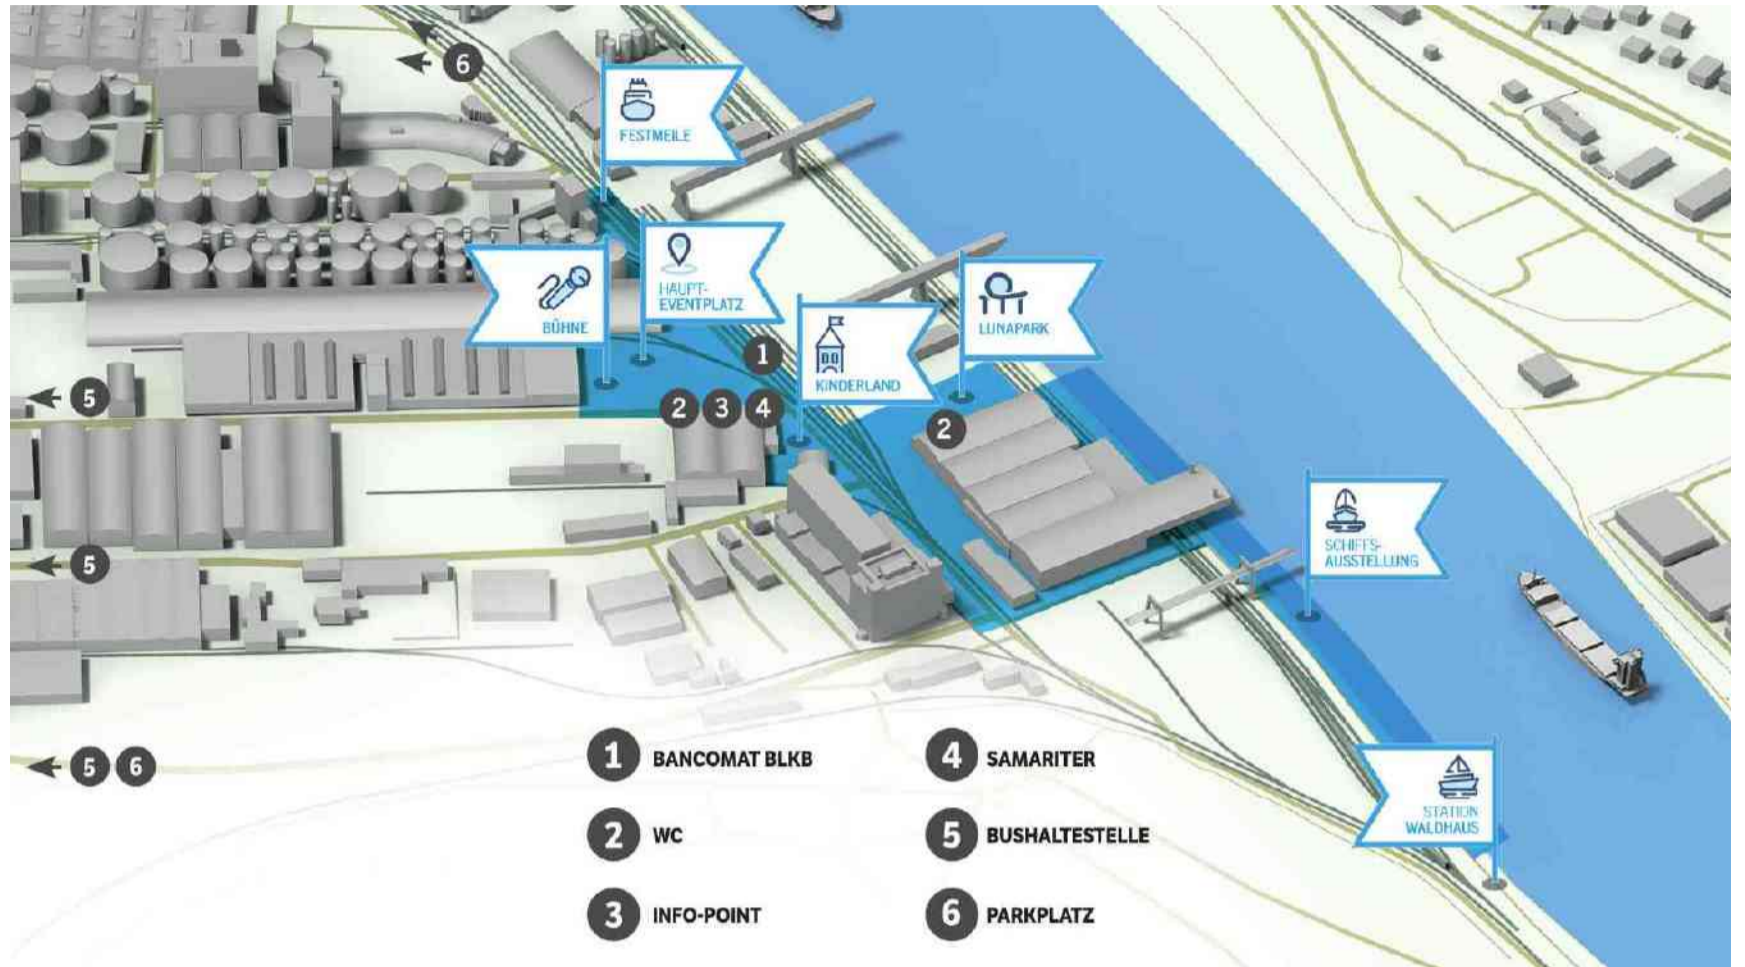 6
FESTMEILE
HAUPT-
EVENTPLATZ
BÜHNE
LUNAPARK
1
KINDERLAND
5
2 3 4
2
SCHIFFS-
AUSSTELLUNG
5
5 6
STATION
WALDHAUS
1 BANCOMAT BLKB
2 WC
3 INFO-POINT
4 SAMARITER
5 BUSHALTESTELLE
6 PARKPLATZ